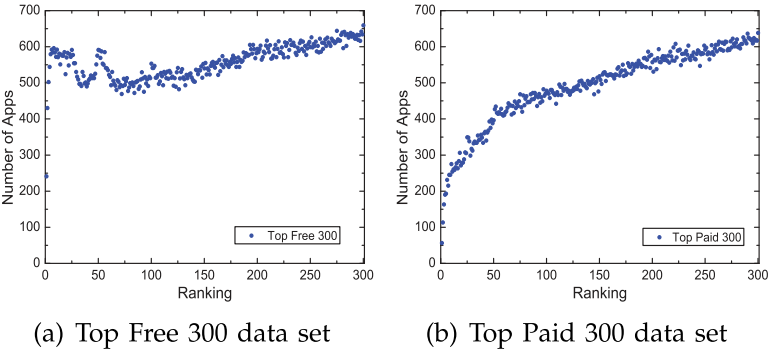 700
600
500
400
300
200
100
0
Number of Apps
0 50 100 150 200 250 300
Ranking
Top Free 300
(a) Top Free 300 data set
700
600
500
400
300
200
100
0
Number of Apps
0 50 100 150 200 250 300
Ranking
Top Paid 300
(b) Top Paid 300 data set